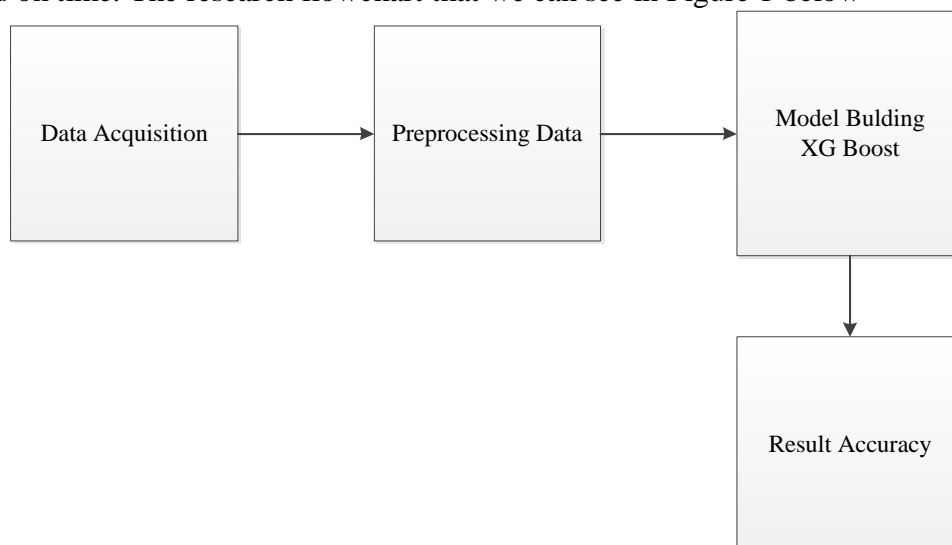 on time. The research flowchart that we can see in Figure 1 below
Data Acquisition
Preprocessing Data
Model Bulding
XG Boost
Result Accuracy